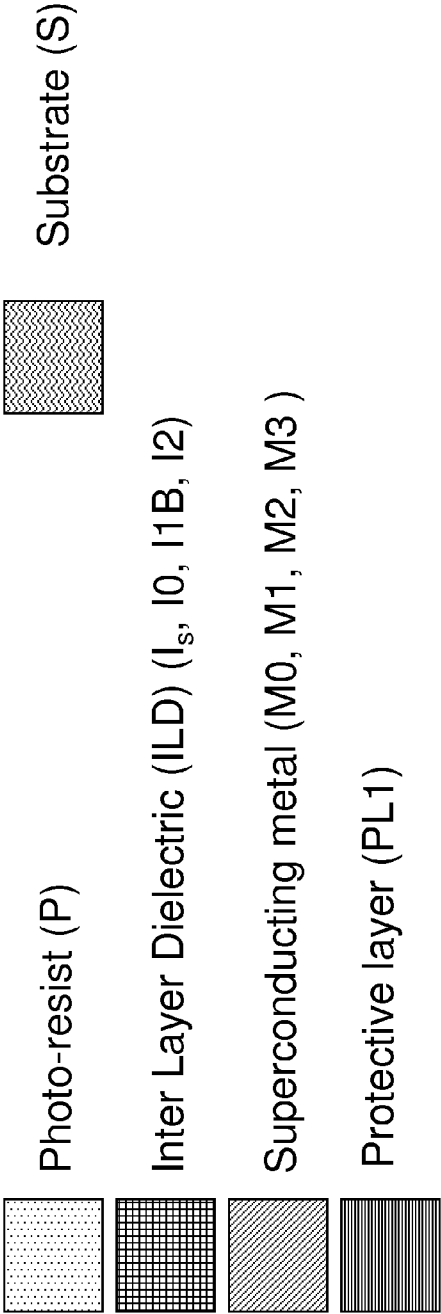 Photo-resist (P)
Substrate (S)
Inter Layer Dielectric (ILD) (Is, I0, I1B, I2)
Superconducting metal (M0, M1, M2, M3 )
Protective layer (PL1)